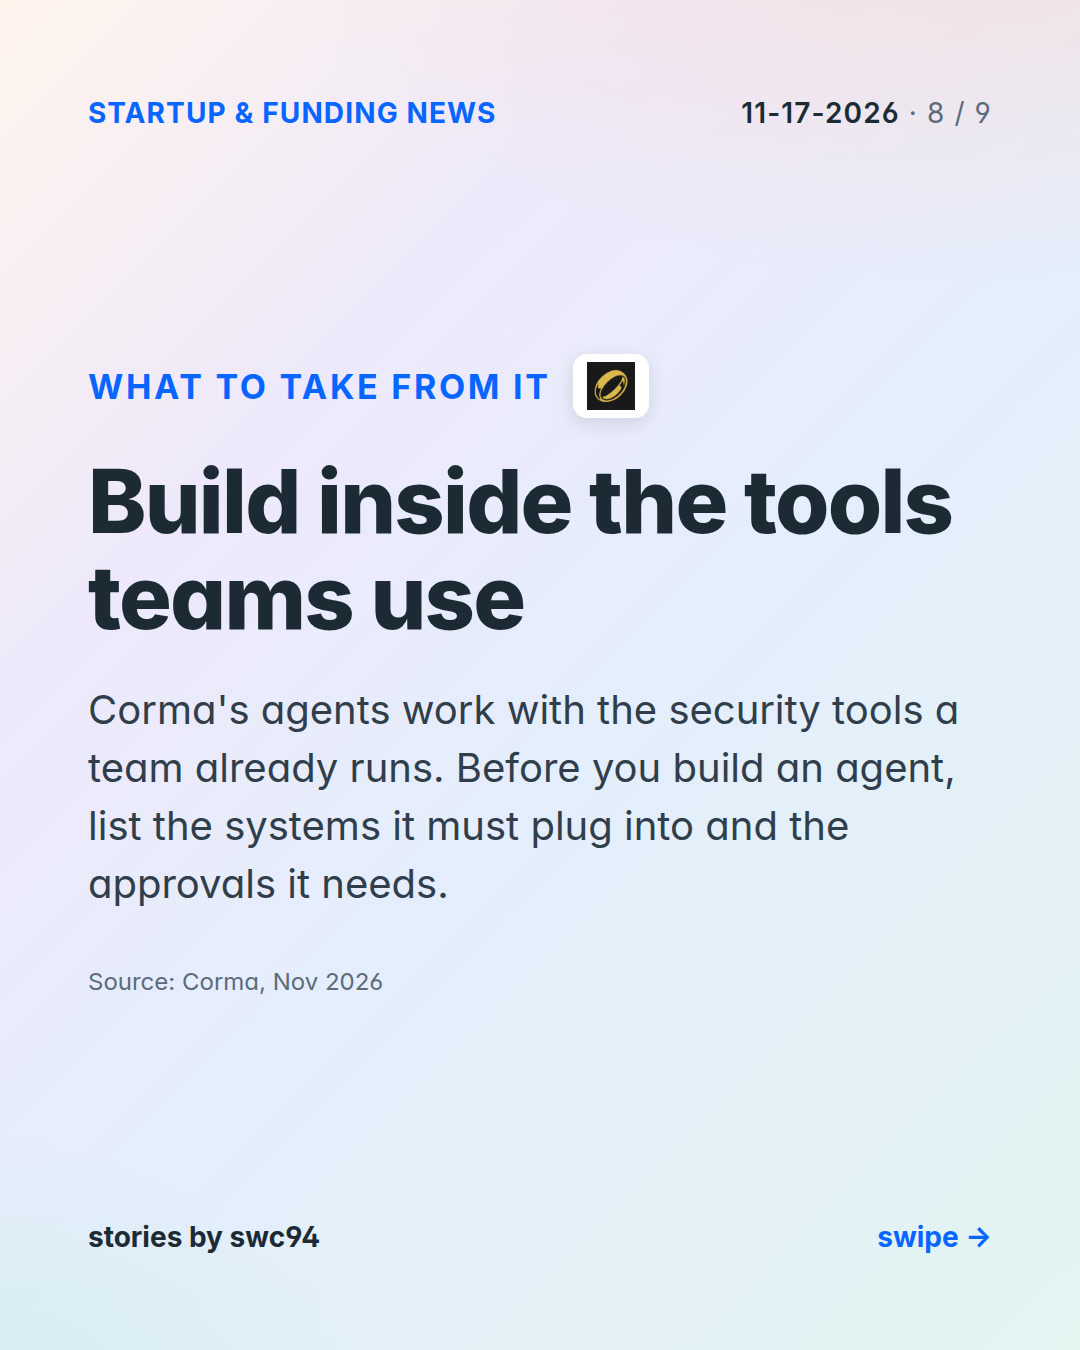 STARTUP & FUNDING NEWS
11-17-2026 · 8 / 9
WHAT TO TAKE FROM IT
Build inside the tools
teams use
Corma's agents work with the security tools a
team already runs. Before you build an agent,
list the systems it must plug into and the
approvals it needs.
Source: Corma, Nov 2026
stories by swc94
swipe →